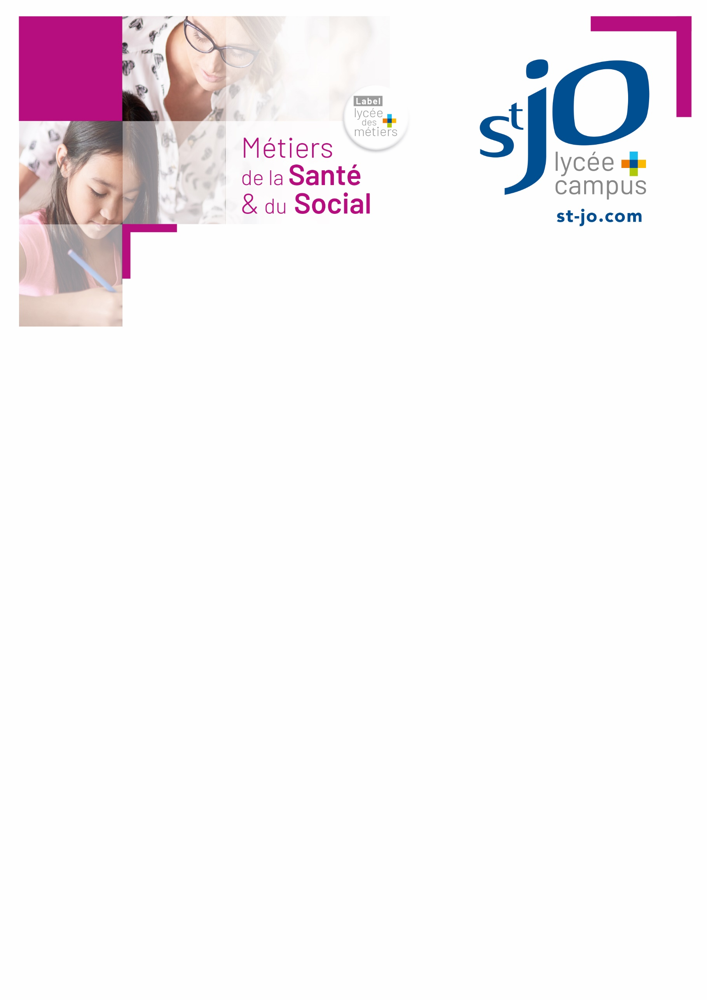 Label
lycée
des
métiers
Métiers
de la Santé
& du Social
st jo
lycée
campus
st-jo.com